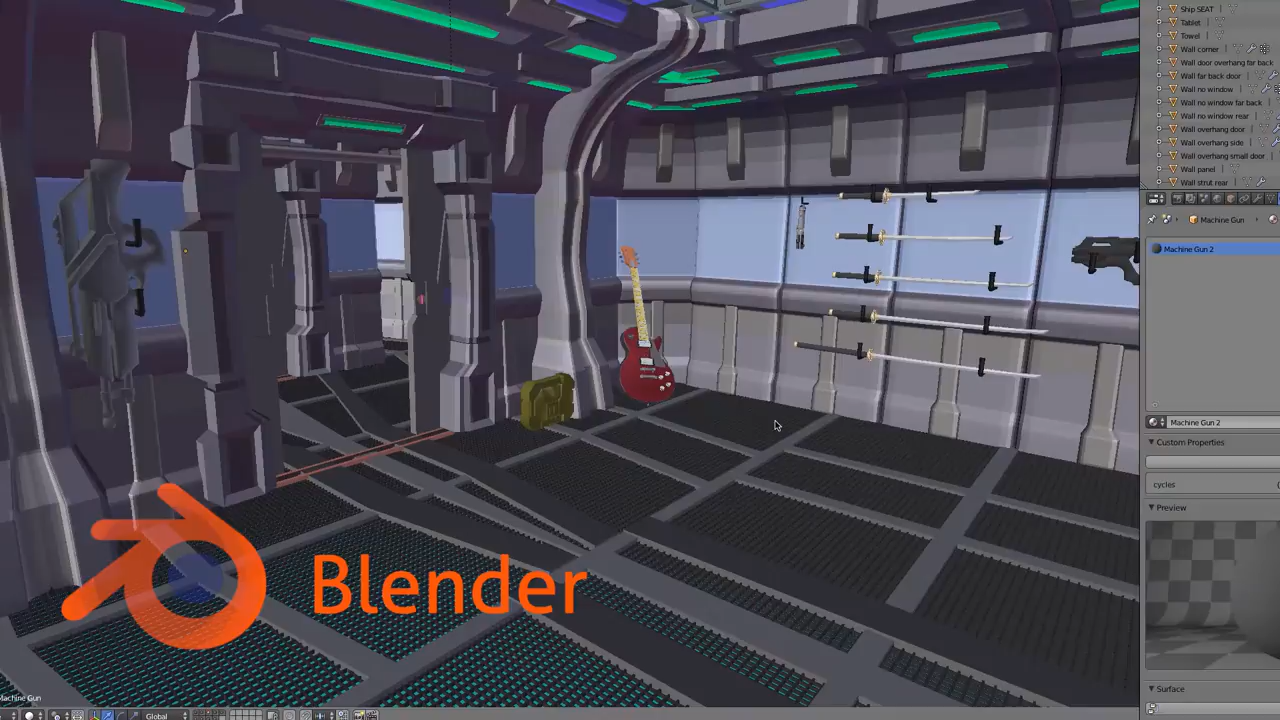 Ship SEAT
Tablet
Towel
Wall corner
Wall door overhang far back
Wall far back door
Wall no window
Wall no window far back
Wall no window rear
Wall overhang door
Wall overhang side
Wall overhang small door
Wall panel
Wall strut rear
Machine Gun
Machine Gun 2
Machine Gun 2
Custom Properties
cycles
Preview
Blender
Surface
Machine Gun
Global